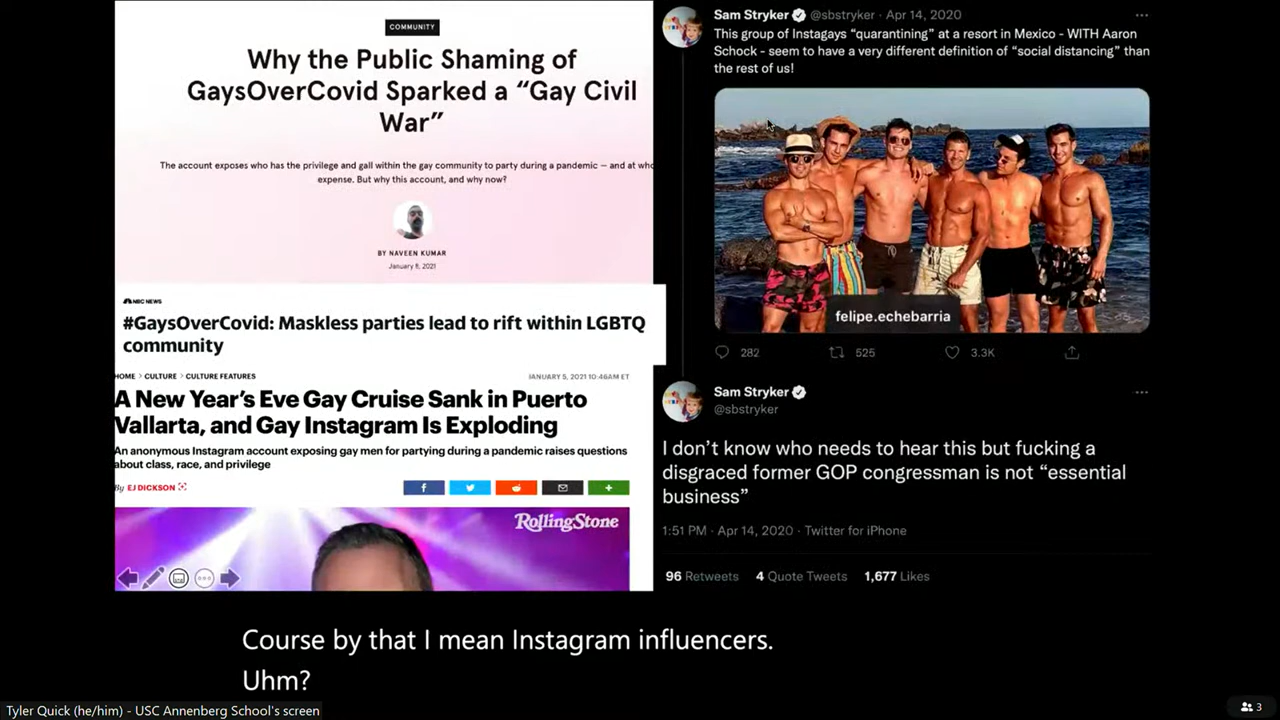 COMMUNITY
Why the Public Shaming of
GaysOverCovid Sparked a “Gay Civil
War”
The account exposes who has the privilege and gall within the gay community to party during a pandemic — and at
expense. But why this account, and why now?
BY NAVEEN KUMAR
January 8, 2021
NBC NEWS
#GaysOverCovid: Maskless parties lead to rift within LGBTQ
community
HOME > CULTURE > CULTURE FEATURES
JANUARY 5, 2021 10:46AM ET
A New Year’s Eve Gay Cruise Sank in Puerto
Vallarta, and Gay Instagram Is Exploding
An anonymous Instagram account exposing gay men for partying during a pandemic raises questions
about class, race, and privilege
By EJ DICKSON
RollingStone
Sam Stryker @sbstryker · Apr 14, 2020
This group of Instagays “quarantining” at a resort in Mexico - WITH Aaron
Schock - seem to have a very different definition of “social distancing” than
the rest of us!
felipe.echebarria
282 525 3.3K
Sam Stryker
@sbstryker
I don’t know who needs to hear this but fucking a
disgraced former GOP congressman is not “essential
business”
1:51 PM · Apr 14, 2020 · Twitter for iPhone
96 Retweets 4 Quote Tweets 1,677 Likes
Course by that I mean Instagram influencers.
Uhm?
Tyler Quick (he/him) - USC Annenberg School's screen
3